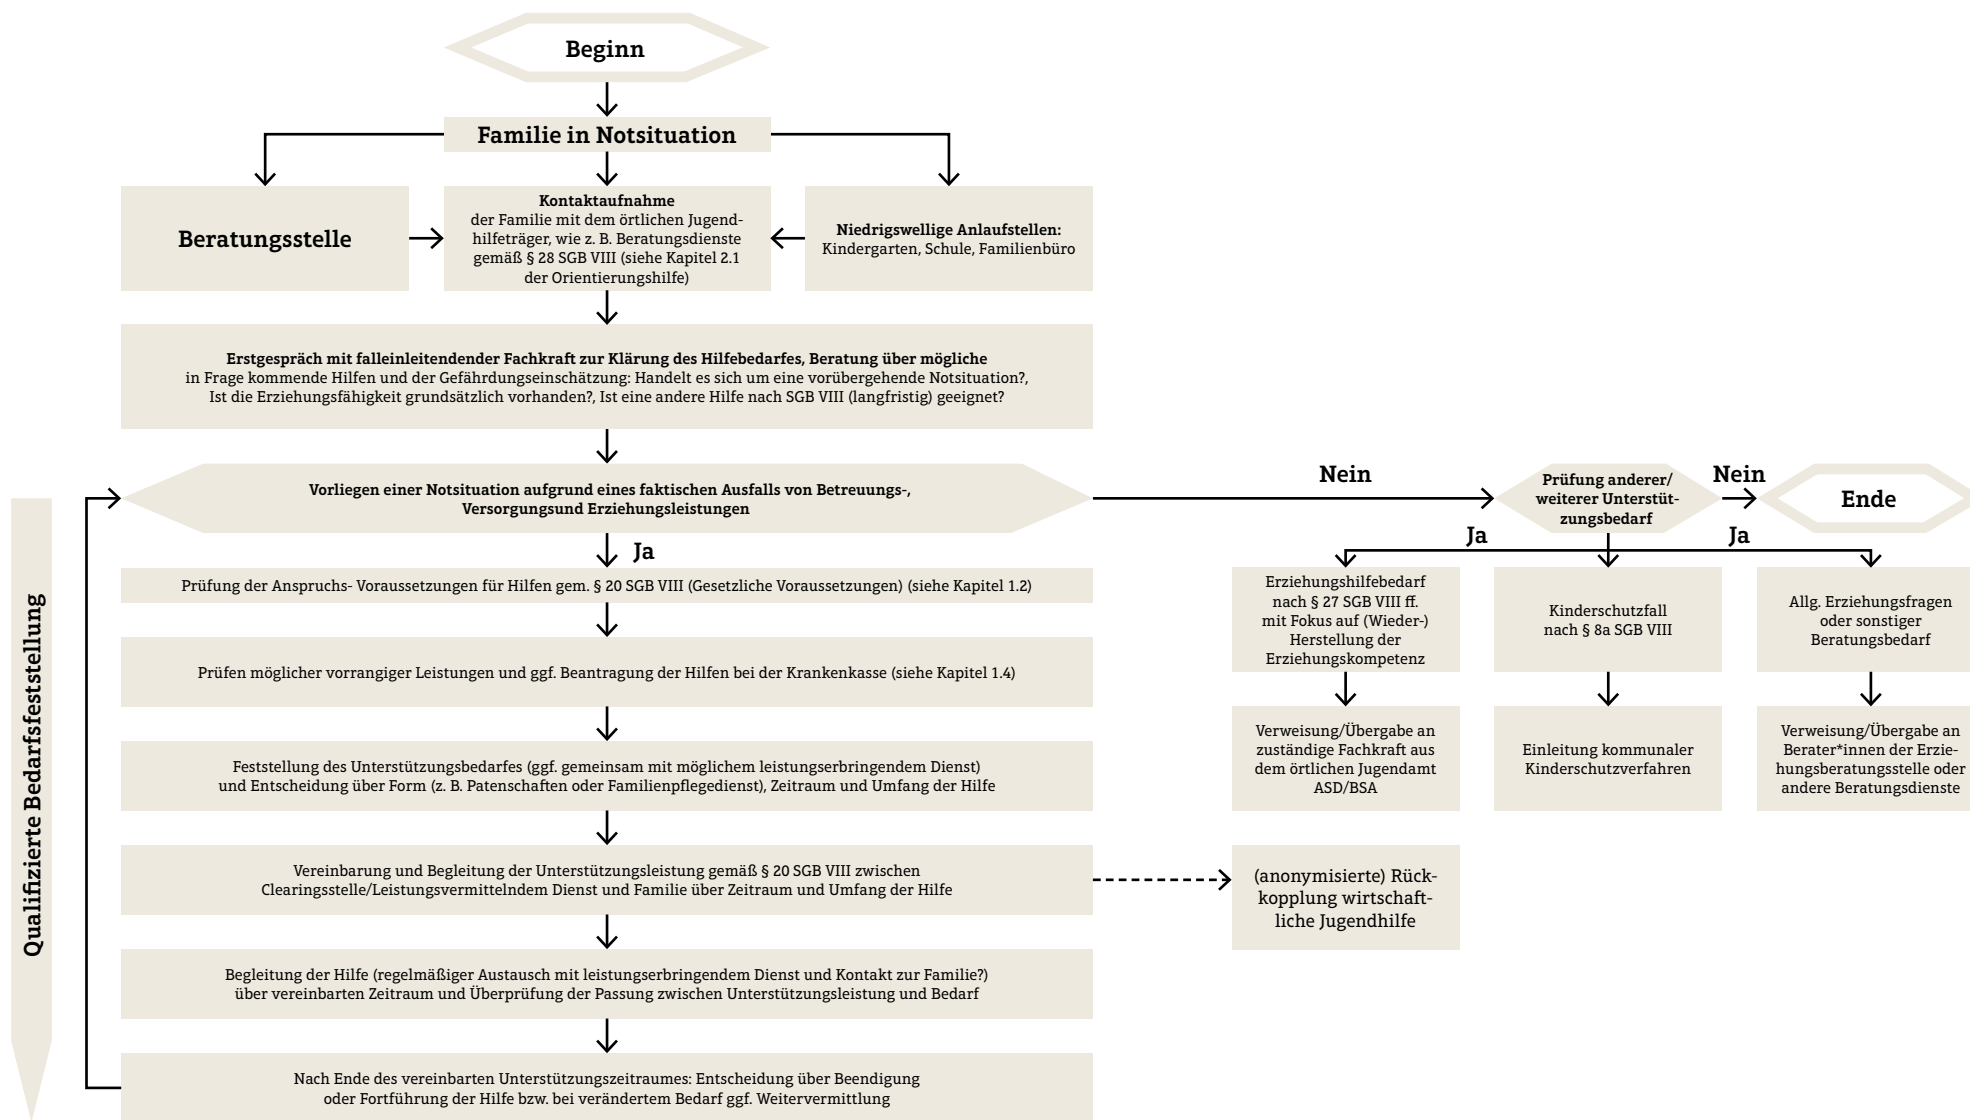 Beginn
Familie in Notsituation
Beratungsstelle
Kontaktaufnahme
der Familie mit dem örtlichen Jugend-
hilfeträger, wie z. B. Beratungsdienste
gemäß § 28 SGB VIII (siehe Kapitel 2.1
der Orientierungshilfe)
Niedrigswellige Anlaufstellen:
Kindergarten, Schule, Familienbüro
Erstgespräch mit falleinleitendender Fachkraft zur Klärung des Hilfebedarfes, Beratung über mögliche
in Frage kommende Hilfen und der Gefährdungseinschätzung: Handelt es sich um eine vorübergehende Notsituation?,
Ist die Erziehungsfähigkeit grundsätzlich vorhanden?, Ist eine andere Hilfe nach SGB VIII (langfristig) geeignet?
Vorliegen einer Notsituation aufgrund eines faktischen Ausfalls von Betreuungs-,
Versorgungsund Erziehungsleistungen
Nein
Prüfung anderer/
weiterer Unterstüt-
zungsbedarf
Nein
Ende
Ja
Ja
Ja
Prüfung der Anspruchs- Voraussetzungen für Hilfen gem. § 20 SGB VIII (Gesetzliche Voraussetzungen) (siehe Kapitel 1.2)
Prüfen möglicher vorrangiger Leistungen und ggf. Beantragung der Hilfen bei der Krankenkasse (siehe Kapitel 1.4)
Feststellung des Unterstützungsbedarfes (ggf. gemeinsam mit möglichem leistungserbringendem Dienst)
und Entscheidung über Form (z. B. Patenschaften oder Familienpflegedienst), Zeitraum und Umfang der Hilfe
Vereinbarung und Begleitung der Unterstützungsleistung gemäß § 20 SGB VIII zwischen
Clearingsstelle/Leistungsvermittelndem Dienst und Familie über Zeitraum und Umfang der Hilfe
Begleitung der Hilfe (regelmäßiger Austausch mit leistungserbringendem Dienst und Kontakt zur Familie?)
über vereinbarten Zeitraum und Überprüfung der Passung zwischen Unterstützungsleistung und Bedarf
Nach Ende des vereinbarten Unterstützungszeitraumes: Entscheidung über Beendigung
oder Fortführung der Hilfe bzw. bei verändertem Bedarf ggf. Weitervermittlung
Erziehungshilfebedarf
nach § 27 SGB VIII ff.
mit Fokus auf (Wieder-)
Herstellung der
Erziehungskompetenz
Kinderschutzfall
nach § 8a SGB VIII
Allg. Erziehungsfragen
oder sonstiger
Beratungsbedarf
Verweisung/Übergabe an
zuständige Fachkraft aus
dem örtlichen Jugendamt
ASD/BSA
Einleitung kommunaler
Kinderschutzverfahren
Verweisung/Übergabe an
Berater*innen der Erzie-
hungsberatungsstelle oder
andere Beratungsdienste
(anonymisierte) Rück-
kopplung wirtschaft-
liche Jugendhilfe
Qualifizierte Bedarfsfeststellung